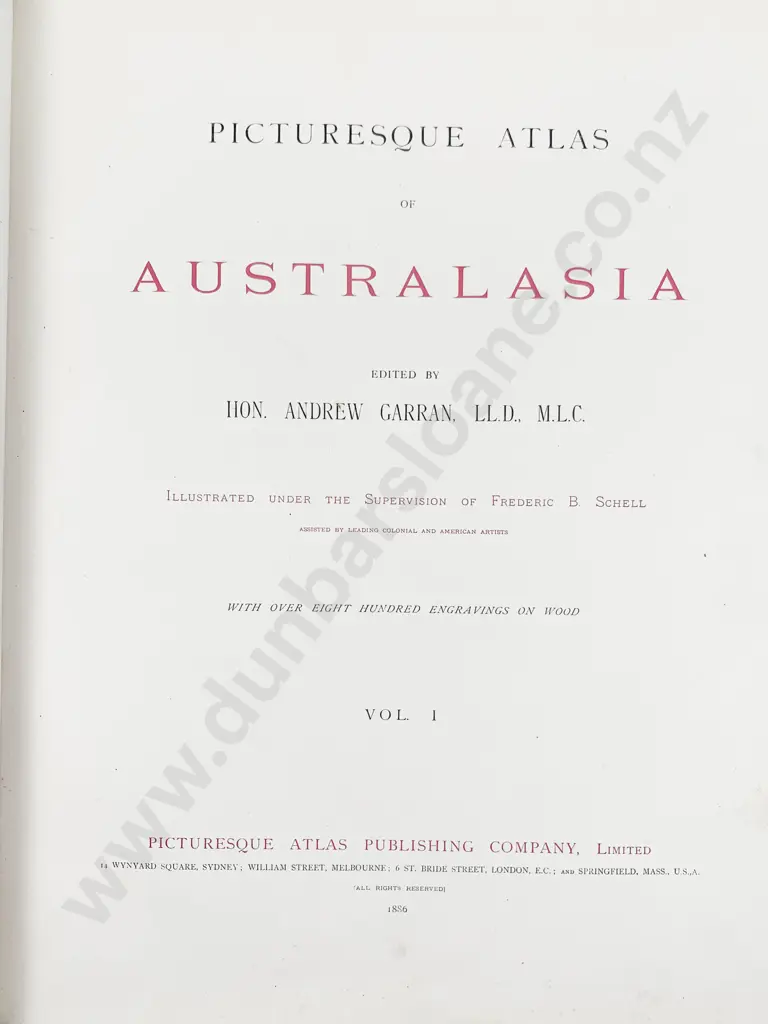 PICTURESQUE ATLAS
OF
AUSTRALASIA
EDITED BY
HON. ANDREW GARRAN, LL.D., M.L.C.
ILLUSTRATED UNDER THE SUPERVISION OF FREDERIC B. SCHELL
ASSISTED BY LEADING COLONIAL AND AMERICAN ARTISTS
WITH OVER EIGHT HUNDRED ENGRAVINGS ON WOOD
VOL. I
PICTURESQUE ATLAS PUBLISHING COMPANY, LIMITED
14 WYNYARD SQUARE, SYDNEY; WILLIAM STREET, MELBOURNE; 6 ST. BRIDE STREET, LONDON, E.C.; AND SPRINGFIELD, MASS., U.S.A.
[ALL RIGHTS RESERVED]
1886
www.dunbarsloane.co.nz